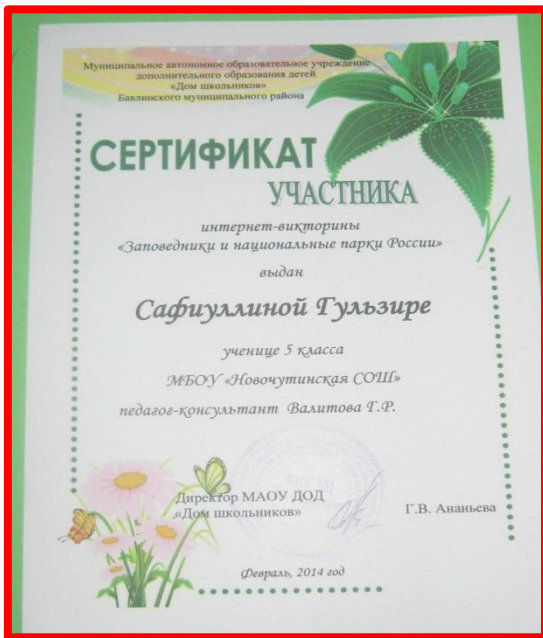 Муниципальное автономное образовательное учреждение
дополнительного образования детей
«Дом школьников»
Бавлинского муниципального района
СЕРТИФИКАТ
УЧАСТНИКА
интернет-викторины
«Заповедники и национальные парки России»
выдан
Сафиуллиной Гульзире
ученице 5 класса
МБОУ «Новочутинская СОШ»
педагог-консультант Валитова Г.Р.
Директор МАОУ ДОД
«Дом школьников»
Г.В. Ананьева
Февраль, 2014 год